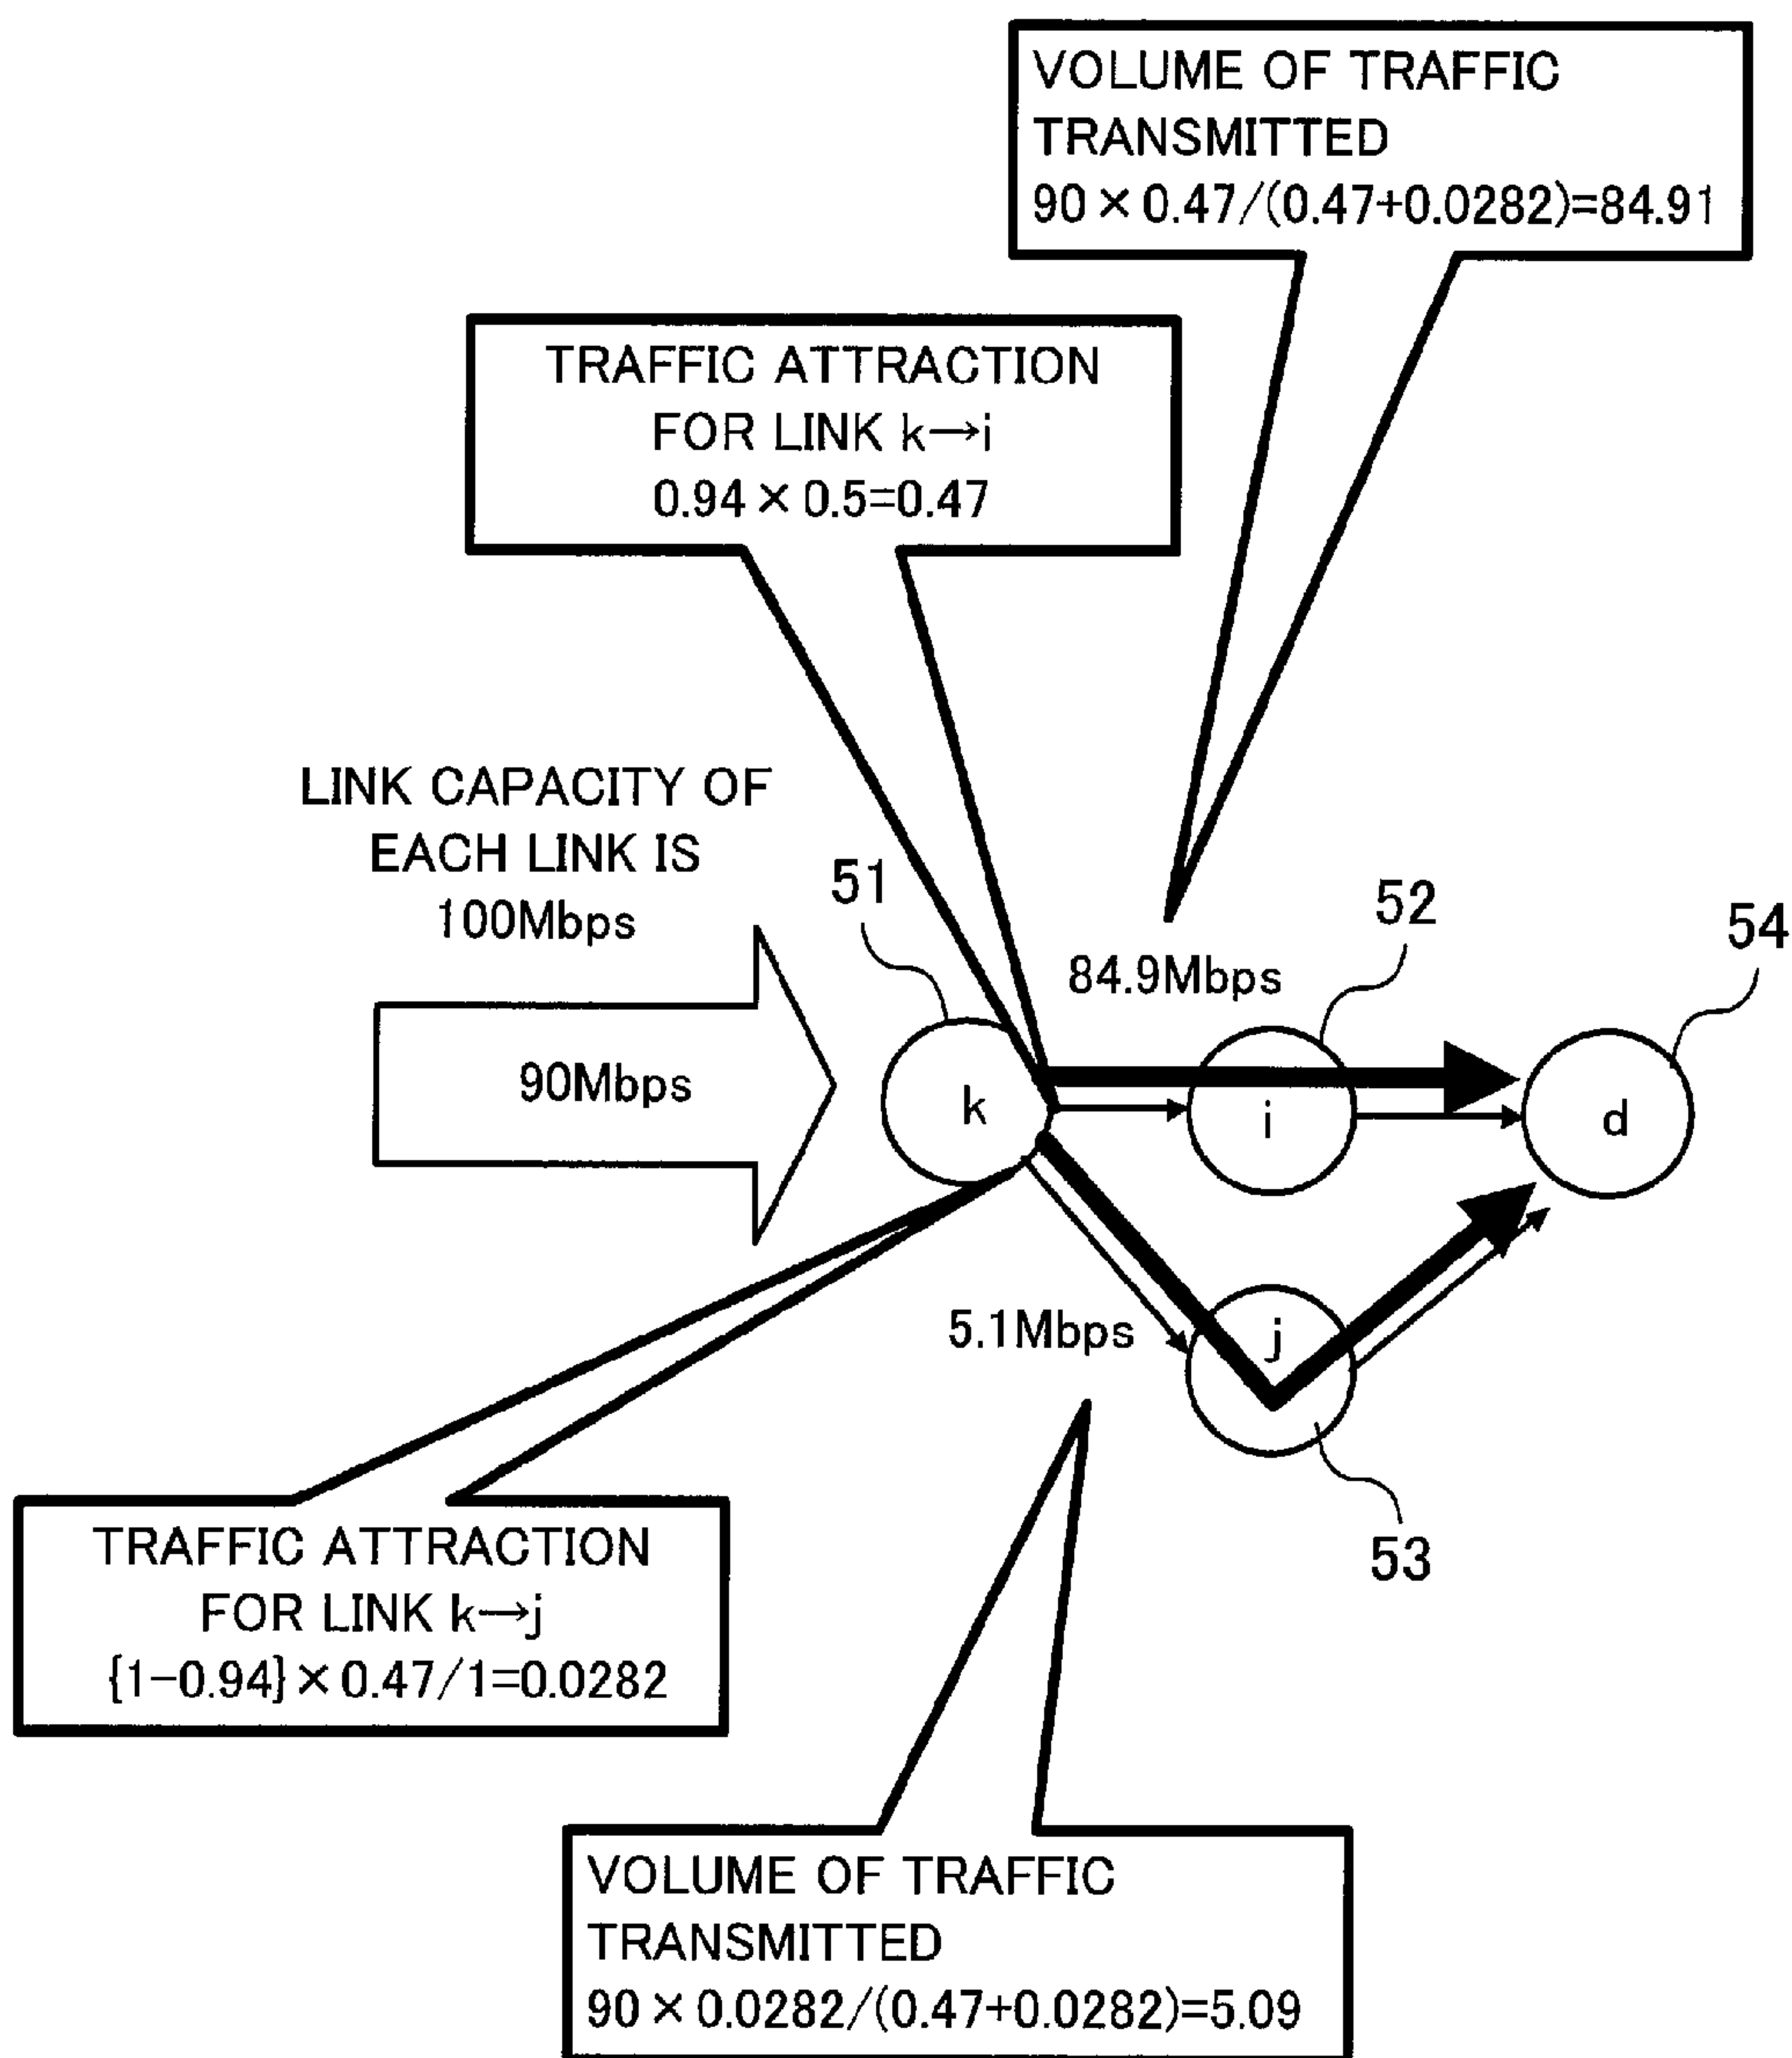 VOLUME OF TRAFFIC
TRANSMITTED
90 × 0.47/(0.47+0.0282)=84.91
TRAFFIC ATTRACTION
FOR LINK k→i
0.94 × 0.5=0.47
LINK CAPACITY OF
EACH LINK IS
100Mbps
51
52
54
84.9Mbps
90Mbps
k
i
d
5.1Mbps
j
53
TRAFFIC ATTRACTION
FOR LINK k→j
{1-0.94} × 0.47/1=0.0282
VOLUME OF TRAFFIC
TRANSMITTED
90 × 0.0282/(0.47+0.0282)=5.09